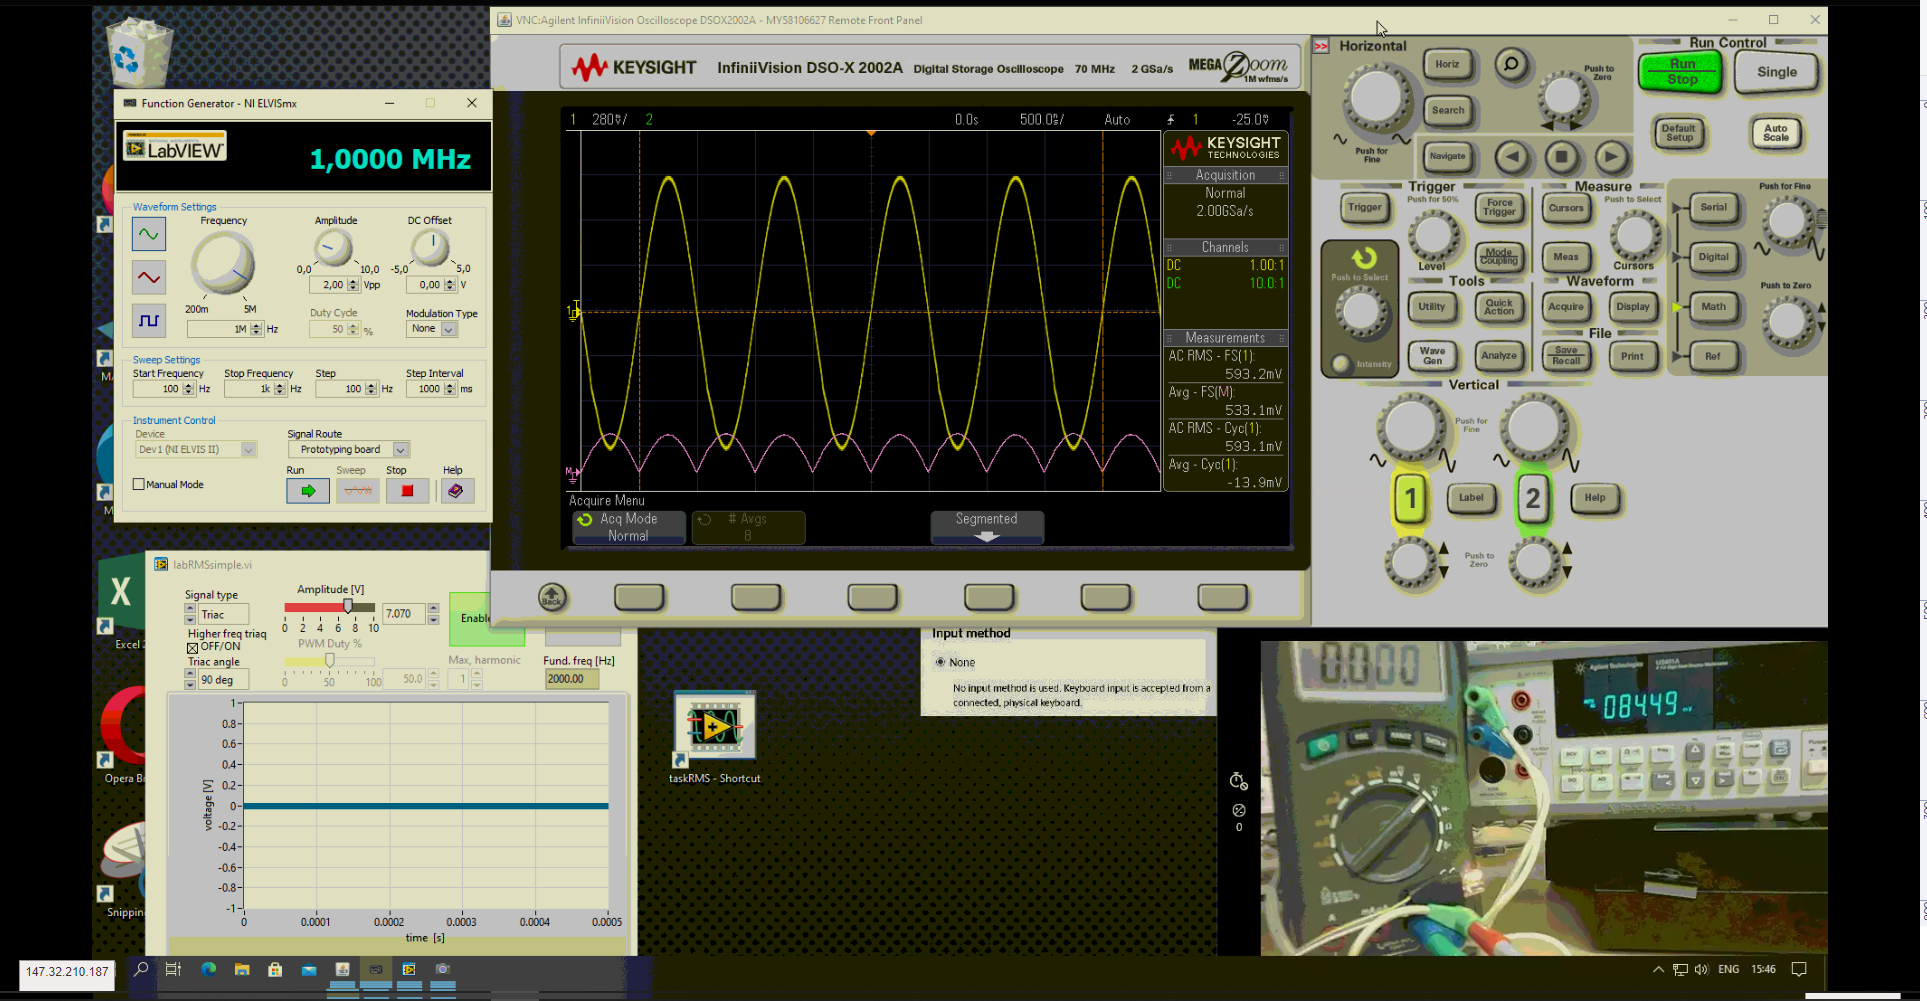 VNC:Agilent InfiniiVision Oscilloscope DSOX2002A - MY58106627 Remote Front Panel
KEYSIGHT InfiniiVision DSO-X 2002A Digital Storage Oscilloscope 70 MHz 2 GSa/s MEGA Zoom
1M wfms/s
1 280 / 2 0.0s 500.0 / Auto 1 -25.0
KEYSIGHT
TECHNOLOGIES
Acquisition
Normal
2.00GSa/s
Channels
DC 1.00:1
DC 10.0:1
Measurements
AC RMS - FS(1):
593.2mV
Avg - FS(M):
533.1mV
AC RMS - Cyc(1):
593.1mV
Avg - Cyc(1):
-13.9mV
Acquire Menu
Acq Mode
Normal
# Avgs
8
Segmented
Back
Horizontal
Horiz
Search
Navigate
Push for
Fine
Push to
Zero
Run Control
Run
Stop
Single
Default
Setup
Auto
Scale
Trigger
Push for 50%
Trigger
Force
Trigger
Mode
Coupling
Level
Measure
Push to Select
Cursors
Meas
Cursors
Push for Fine
Serial
Digital
Math
Ref
Push to Zero
Push to Select
Intensity
Tools
Utility
Quick
Action
Wave
Gen
Analyze
Waveform
Acquire
Display
File
Save
Recall
Print
Vertical
Push for
Fine
1
Label
2
Help
Push to
Zero
Function Generator - NI ELVISmx
LabVIEW
1,0000 MHz
Waveform Settings
Frequency
Amplitude
DC Offset
200m 5M
1M Hz
0,0 10,0
2,00 Vpp
-5,0 5,0
0,00 V
Duty Cycle
50 %
Modulation Type
None
Sweep Settings
Start Frequency
100 Hz
Stop Frequency
1k Hz
Step
100 Hz
Step Interval
1000 ms
Instrument Control
Device
Dev1 (NI ELVIS II)
Signal Route
Prototyping board
Manual Mode
Run Sweep Stop Help
labRMSsimple.vi
Signal type
Triac
Higher freq triaq
OFF/ON
Triac angle
90 deg
Amplitude [V]
0 2 4 6 8 10
7.070
PWM Duty %
0 50 100
50.0
Max, harmonic
1
Fund. freq [Hz]
2000.00
Enable
1
0.8
0.6
0.4
0.2
0
-0.2
-0.4
-0.6
-0.8
-1
voltage [V]
0 0.0001 0.0002 0.0003 0.0004 0.0005
time [s]
Excel 2
Opera Br
Snippin
taskRMS - Shortcut
Input method
None
No input method is used. Keyboard input is accepted from a
connected, physical keyboard.
0
0.000
Agilent Technologies
08449
147.32.210.187
ENG 15:46